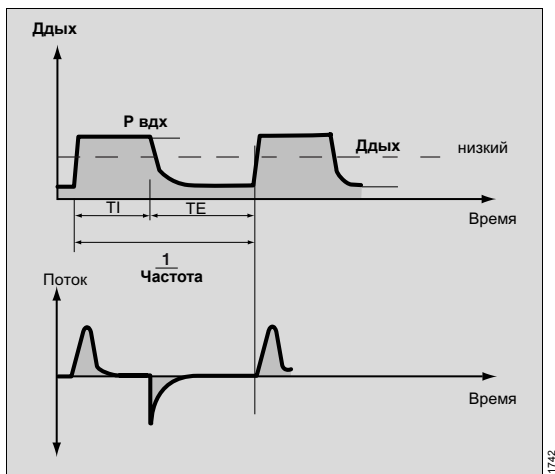 Ддых
Р вдх
Ддых
низкий
TI
TE
Время
1
Частота
Поток
Время
1742